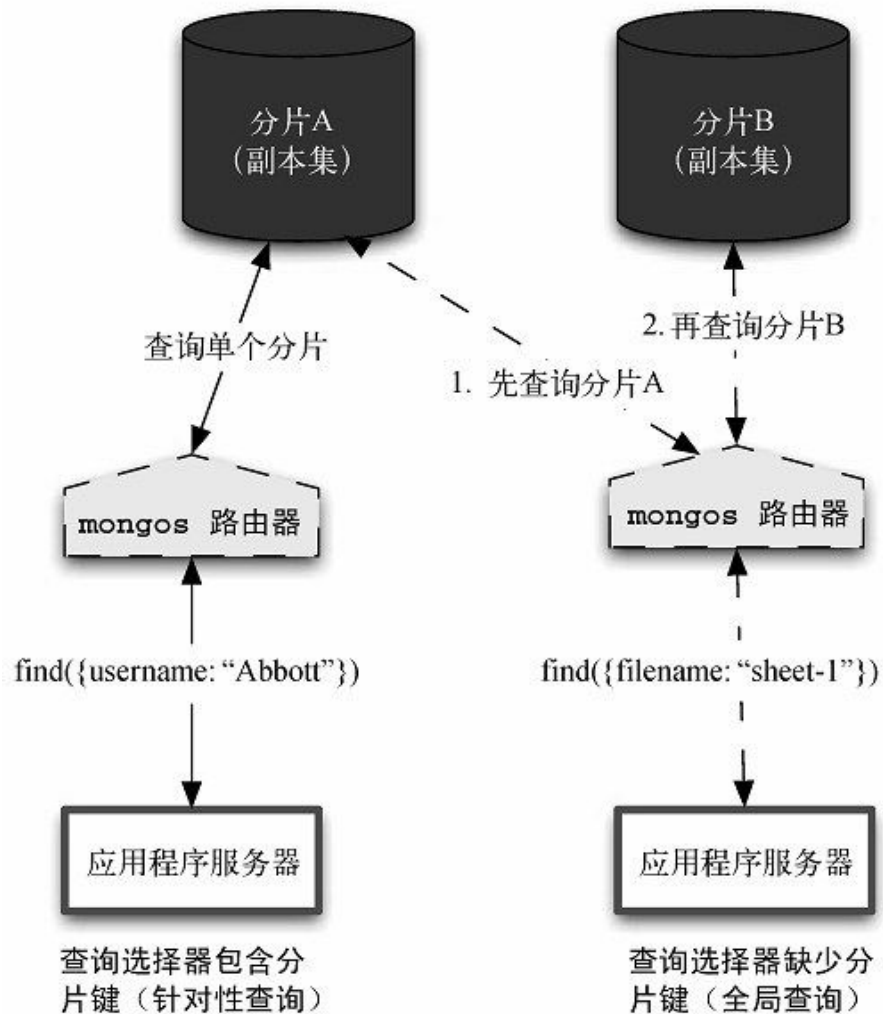 分片A
（副本集）
分片B
（副本集）
查询单个分片
1. 先查询分片A
2. 再查询分片B
mongos 路由器
mongos 路由器
find({username: “Abbott”})
find({filename: “sheet-1”})
应用程序服务器
应用程序服务器
查询选择器包含分
片键（针对性查询）
查询选择器缺少分
片键（全局查询）